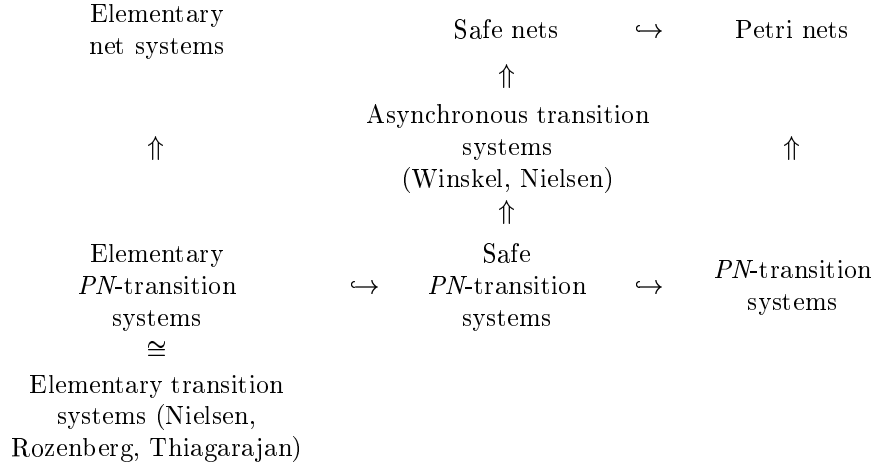 Elementary
net systems
Safe nets
↪
Petri nets
⇑
Asynchronous transition
systems
(Winskel, Nielsen)
⇑
⇑
⇑
Elementary
PN-transition
systems
↪
Safe
PN-transition
systems
↪
PN-transition
systems
≅
Elementary transition
systems (Nielsen,
Rozenberg, Thiagarajan)